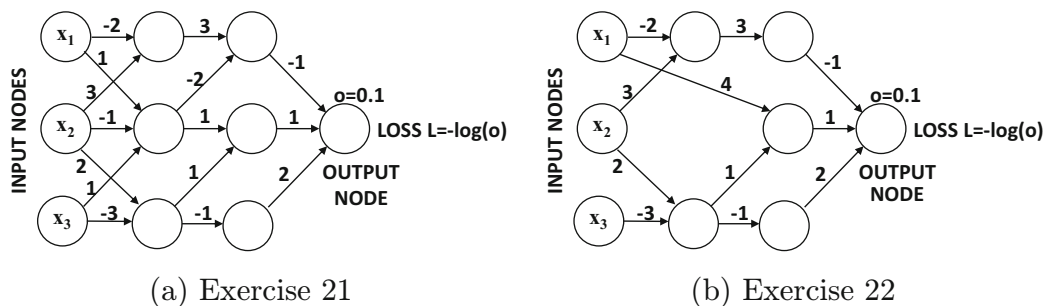 INPUT NODES
x1
x2
x3
-2
1
3
-1
2
1
-3
3
-2
1
1
-1
-1
1
2
o=0.1
LOSS L=-log(o)
OUTPUT
NODE
(a) Exercise 21
INPUT NODES
x1
x2
x3
-2
4
3
2
-3
3
1
-1
-1
1
2
o=0.1
LOSS L=-log(o)
OUTPUT
NODE
(b) Exercise 22